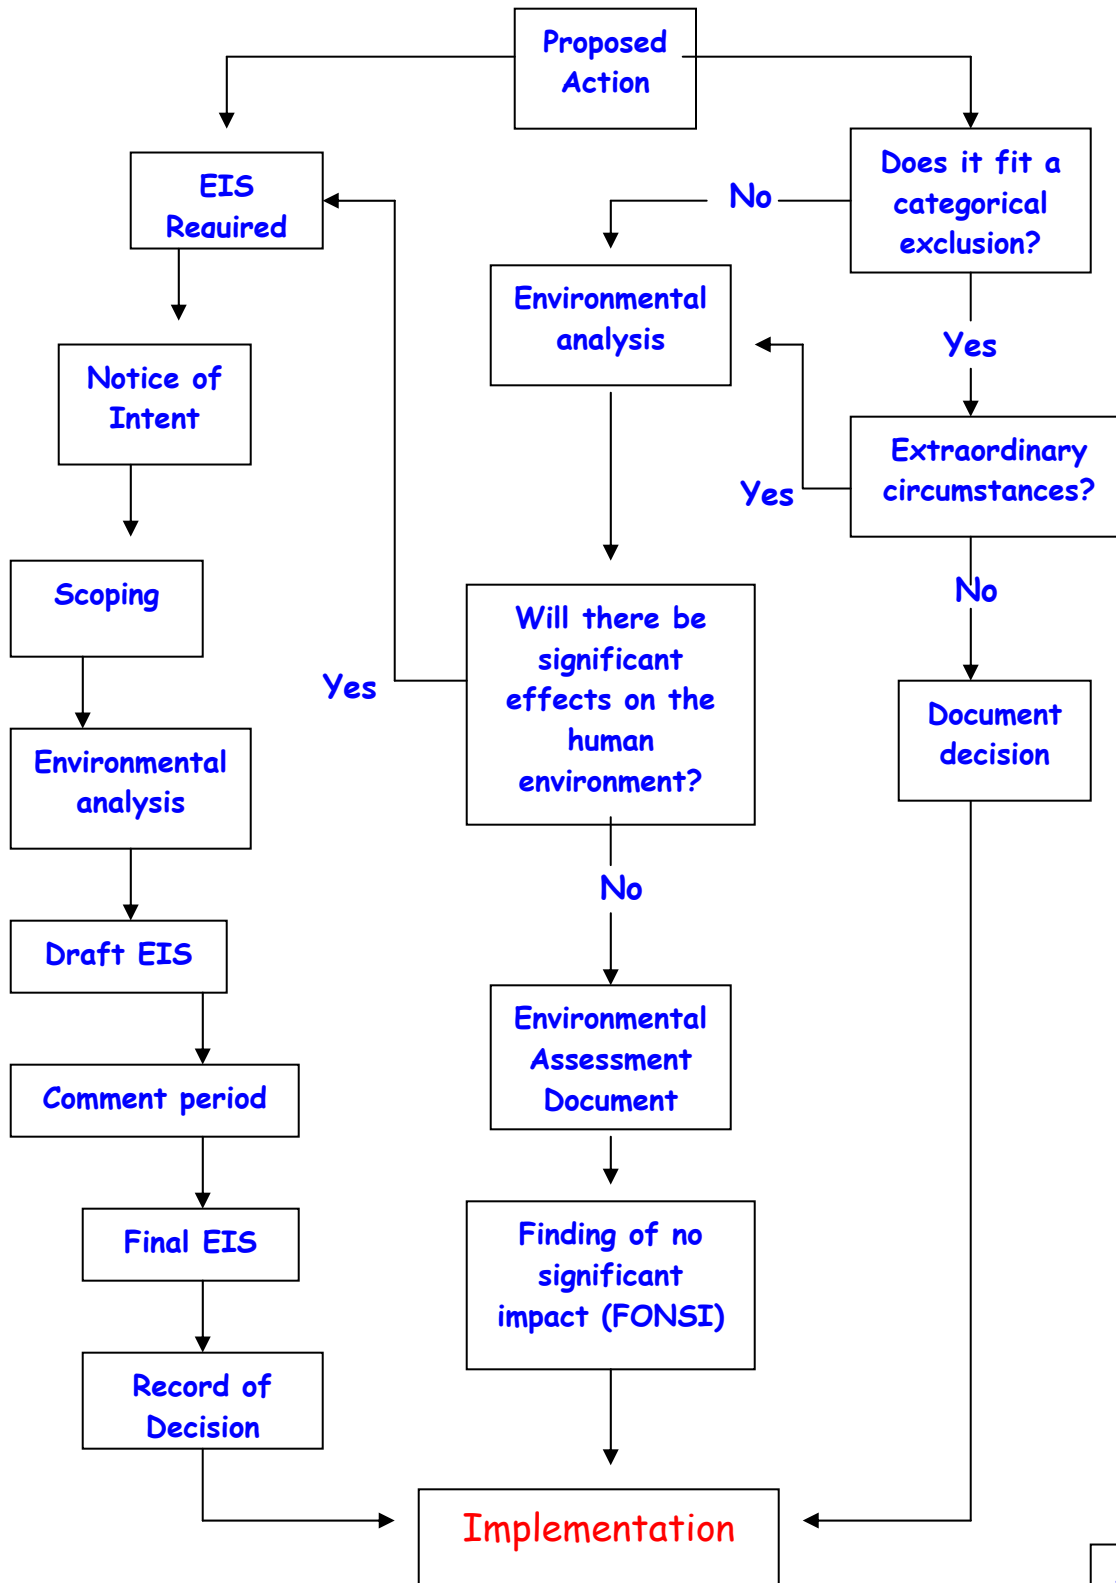 Proposed
Action
EIS
Required
No
Does it fit a
categorical
exclusion?
Environmental
analysis
Yes
Notice of
Intent
Extraordinary
circumstances?
Yes
Scoping
No
Will there be
significant
effects on the
human
environment?
Yes
Document
decision
Environmental
analysis
No
Draft EIS
Environmental
Assessment
Document
Comment period
Final EIS
Finding of no
significant
impact (FONSI)
Record of
Decision
Implementation